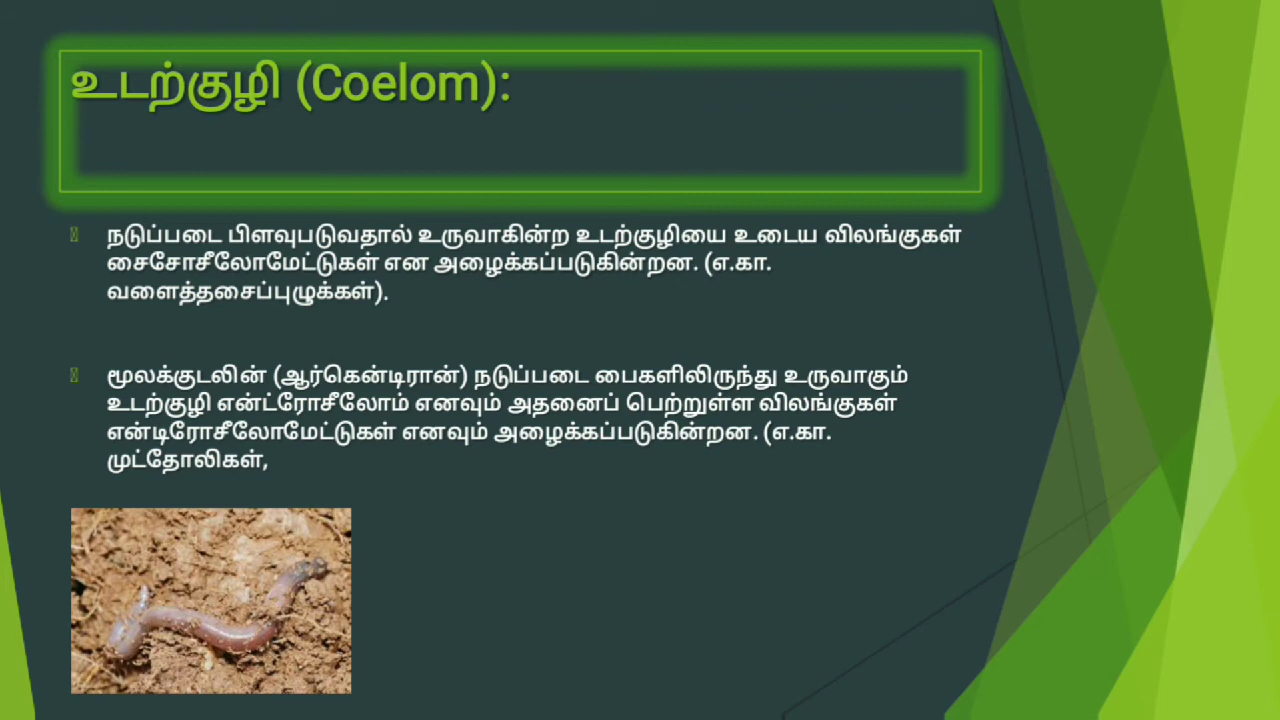 உடற்குழி (Coelom):
நடுப்படை பிளவுபடுவதால் உருவாகின்ற உடற்குழியை உடைய விலங்குகள்
சைசோசீலோமேட்டுகள் என அழைக்கப்படுகின்றன. (எ.கா.
வளைத்தசைப்புழுக்கள்).
மூலக்குடலின் (ஆர்கென்டிரான்) நடுப்படை பைகளிலிருந்து உருவாகும்
உடற்குழி என்ட்ரோசீலோம் எனவும் அதனைப் பெற்றுள்ள விலங்குகள்
என்டிரோசீலோமேட்டுகள் எனவும் அழைக்கப்படுகின்றன. (எ.கா.
முட்தோலிகள்,